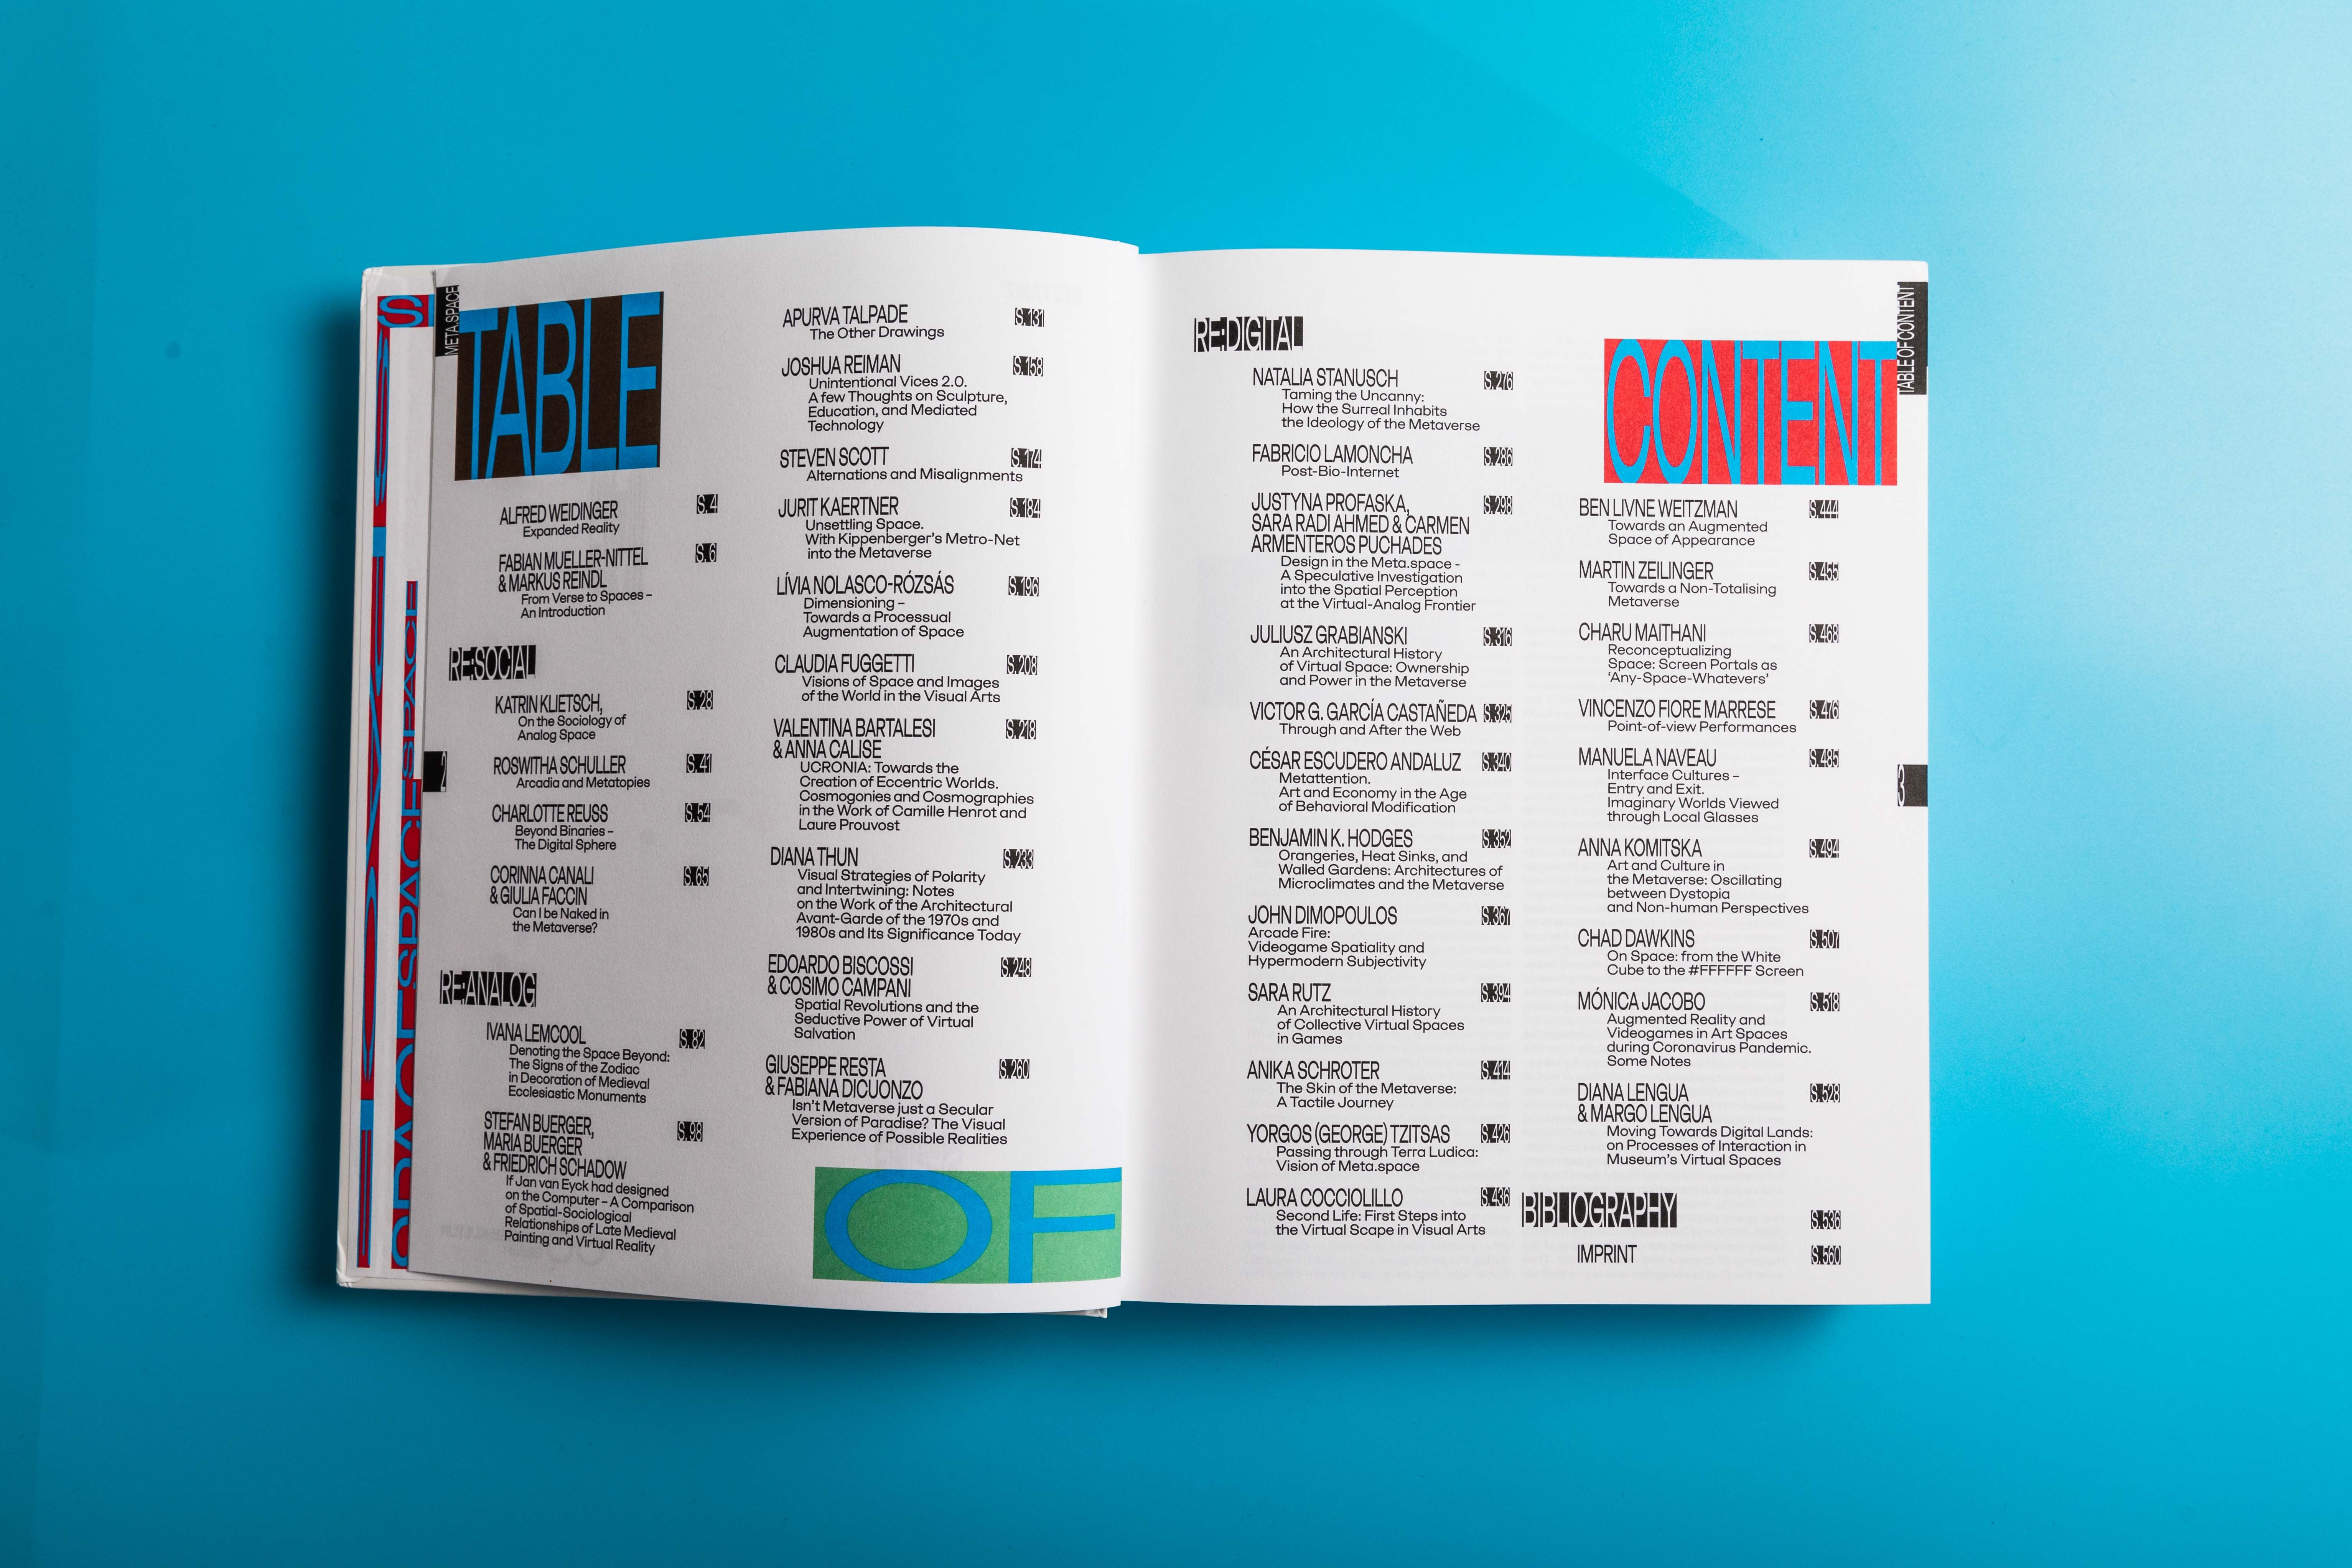 META.SPACE
TABLE
ALFRED WEIDINGER S.4
Expanded Reality
FABIAN MUELLER-NITTEL S.6
& MARKUS REINDL
From Verse to Spaces –
An Introduction
RE:SOCIAL
KATRIN KLIETSCH, S.28
On the Sociology of
Analog Space
ROSWITHA SCHULLER S.41
Arcadia and Metatopies
CHARLOTTE REUSS S.54
Beyond Binaries –
The Digital Sphere
CORINNA CANALI S.65
& GIULIA FACCIN
Can I be Naked in
the Metaverse?
RE:ANALOG
IVANA LEMCOOL S.82
Denoting the Space Beyond:
The Signs of the Zodiac
in Decoration of Medieval
Ecclesiastic Monuments
STEFAN BUERGER, S.98
MARIA BUERGER
& FRIEDRICH SCHADOW
If Jan van Eyck had designed
on the Computer – A Comparison
of Spatial-Sociological
Relationships of Late Medieval
Painting and Virtual Reality
2
APURVA TALPADE S.131
The Other Drawings
JOSHUA REIMAN S.158
Unintentional Vices 2.0.
A few Thoughts on Sculpture,
Education, and Mediated
Technology
STEVEN SCOTT S.174
Alternations and Misalignments
JURIT KAERTNER S.184
Unsettling Space.
With Kippenberger's Metro-Net
into the Metaverse
LÍVIA NOLASCO-RÓZSÁS S.196
Dimensioning –
Towards a Processual
Augmentation of Space
CLAUDIA FUGGETTI S.208
Visions of Space and Images
of the World in the Visual Arts
VALENTINA BARTALESI S.218
& ANNA CALISE
UCRONIA: Towards the
Creation of Eccentric Worlds.
Cosmogonies and Cosmographies
in the Work of Camille Henrot and
Laure Prouvost
DIANA THUN S.233
Visual Strategies of Polarity
and Intertwining: Notes
on the Work of the Architectural
Avant-Garde of the 1970s and
1980s and Its Significance Today
EDOARDO BISCOSSI S.248
& COSIMO CAMPANI
Spatial Revolutions and the
Seductive Power of Virtual
Salvation
GIUSEPPE RESTA S.260
& FABIANA DICUONZO
Isn't Metaverse just a Secular
Version of Paradise? The Visual
Experience of Possible Realities
OF
RE:DIGITAL
NATALIA STANUSCH S.276
Taming the Uncanny:
How the Surreal Inhabits
the Ideology of the Metaverse
FABRICIO LAMONCHA S.286
Post-Bio-Internet
JUSTYNA PROFASKA, S.298
SARA RADI AHMED & CARMEN
ARMENTEROS PUCHADES
Design in the Meta.space -
A Speculative Investigation
into the Spatial Perception
at the Virtual-Analog Frontier
JULIUSZ GRABIANSKI S.316
An Architectural History
of Virtual Space: Ownership
and Power in the Metaverse
VICTOR G. GARCÍA CASTAÑEDA S.325
Through and After the Web
CÉSAR ESCUDERO ANDALUZ S.340
Metattention.
Art and Economy in the Age
of Behavioral Modification
BENJAMIN K. HODGES S.352
Orangeries, Heat Sinks, and
Walled Gardens: Architectures of
Microclimates and the Metaverse
JOHN DIMOPOULOS S.367
Arcade Fire:
Videogame Spatiality and
Hypermodern Subjectivity
SARA RUTZ S.394
An Architectural History
of Collective Virtual Spaces
in Games
ANIKA SCHROTER S.414
The Skin of the Metaverse:
A Tactile Journey
YORGOS (GEORGE) TZITSAS S.426
Passing through Terra Ludica:
Vision of Meta.space
LAURA COCCIOLILLO S.436
Second Life: First Steps into
the Virtual Scape in Visual Arts
CONTENT
TABLE OF CONTENT
BEN LIVNE WEITZMAN S.444
Towards an Augmented
Space of Appearance
MARTIN ZEILINGER S.455
Towards a Non-Totalising
Metaverse
CHARU MAITHANI S.468
Reconceptualizing
Space: Screen Portals as
'Any-Space-Whatevers'
VINCENZO FIORE MARRESE S.476
Point-of-view Performances
MANUELA NAVEAU S.485
Interface Cultures –
Entry and Exit.
Imaginary Worlds Viewed
through Local Glasses
ANNA KOMITSKA S.494
Art and Culture in
the Metaverse: Oscillating
between Dystopia
and Non-human Perspectives
CHAD DAWKINS S.507
On Space: from the White
Cube to the #FFFFFF Screen
MÓNICA JACOBO S.518
Augmented Reality and
Videogames in Art Spaces
during Coronavirus Pandemic.
Some Notes
DIANA LENGUA S.528
& MARGO LENGUA
Moving Towards Digital Lands:
on Processes of Interaction in
Museum's Virtual Spaces
BIBLIOGRAPHY S.536
IMPRINT S.560
3